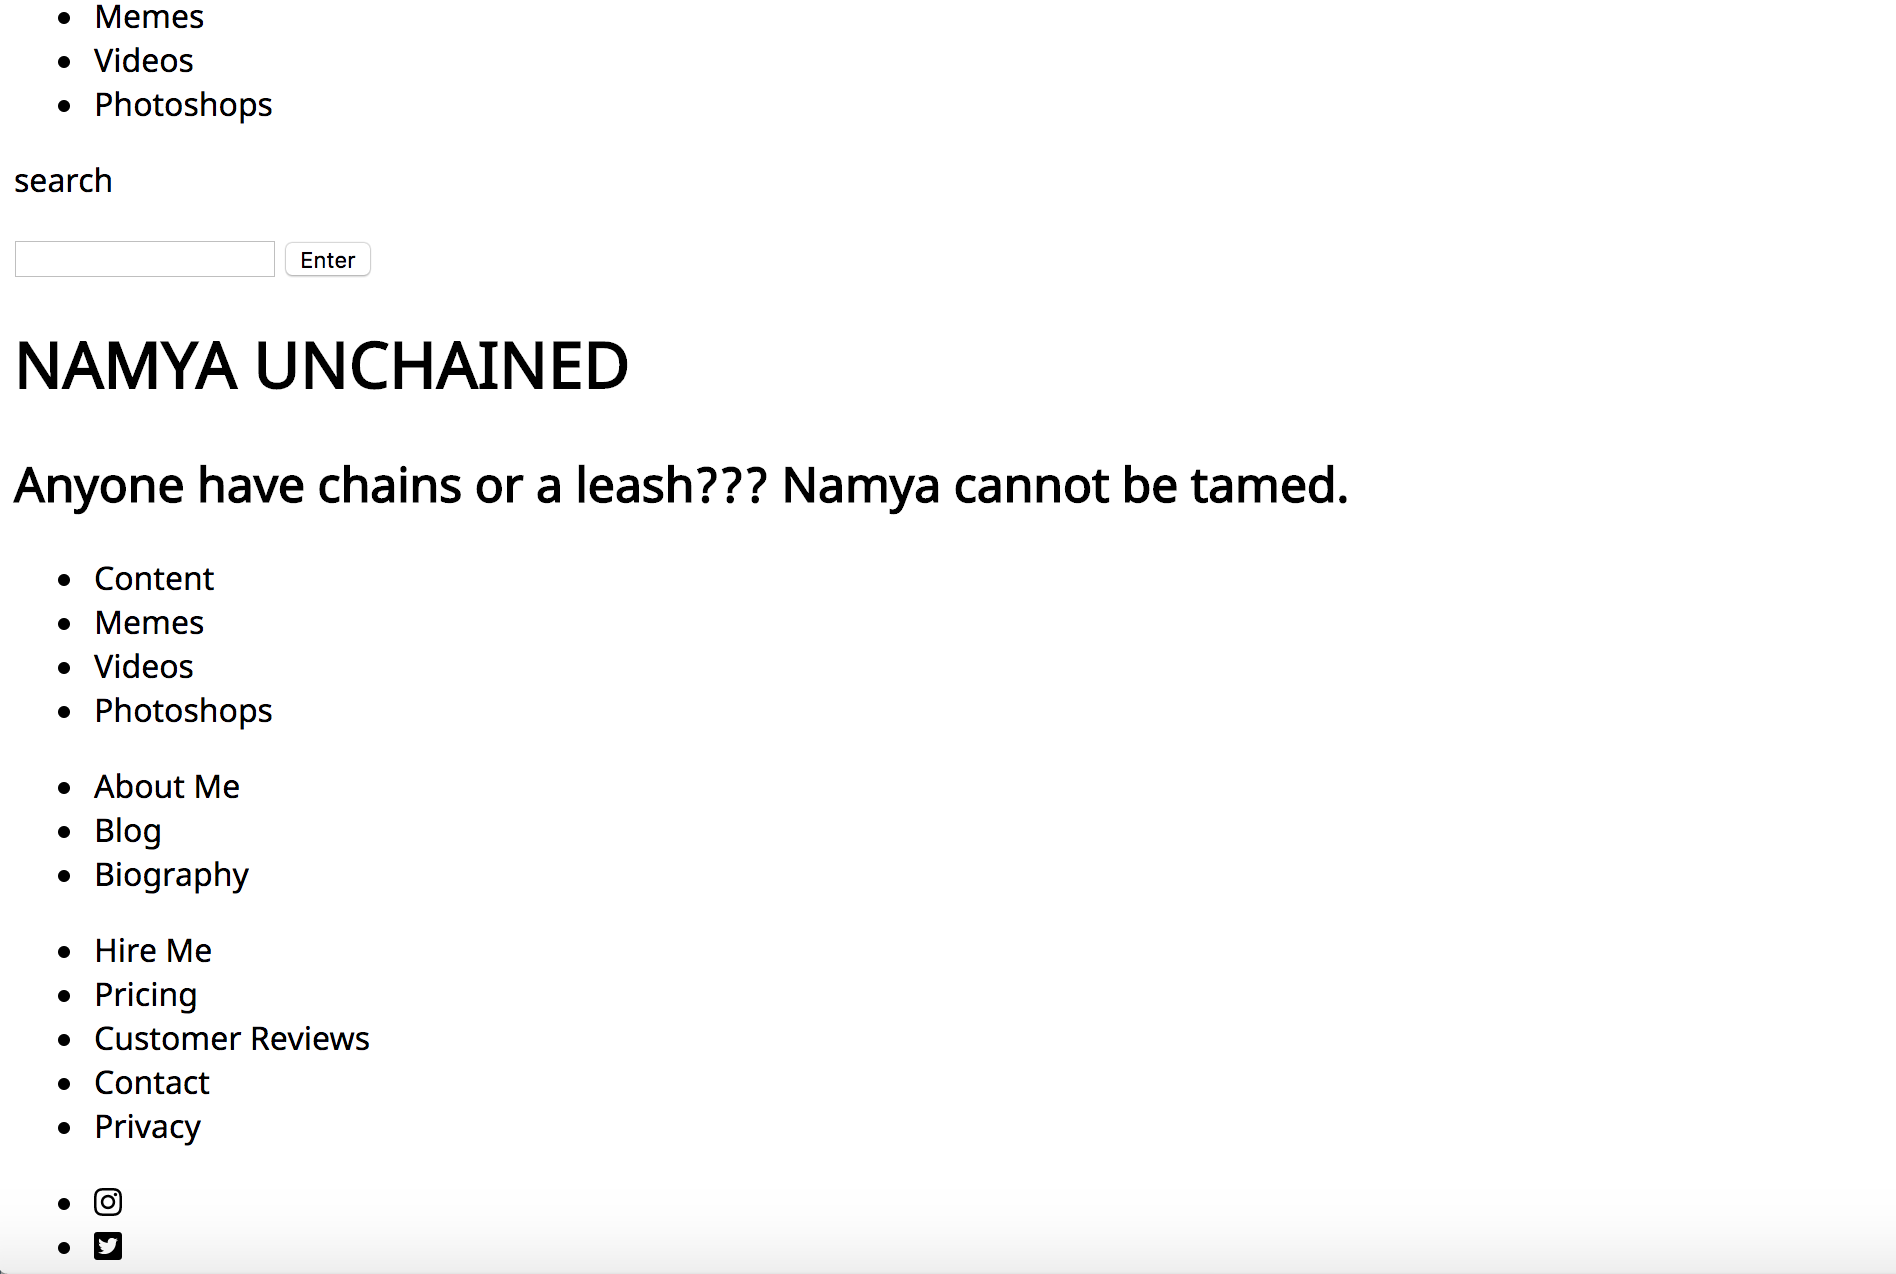 Memes
Videos
Photoshops
search
Enter
NAMYA UNCHAINED
Anyone have chains or a leash??? Namya cannot be tamed.
Content
Memes
Videos
Photoshops
About Me
Blog
Biography
Hire Me
Pricing
Customer Reviews
Contact
Privacy